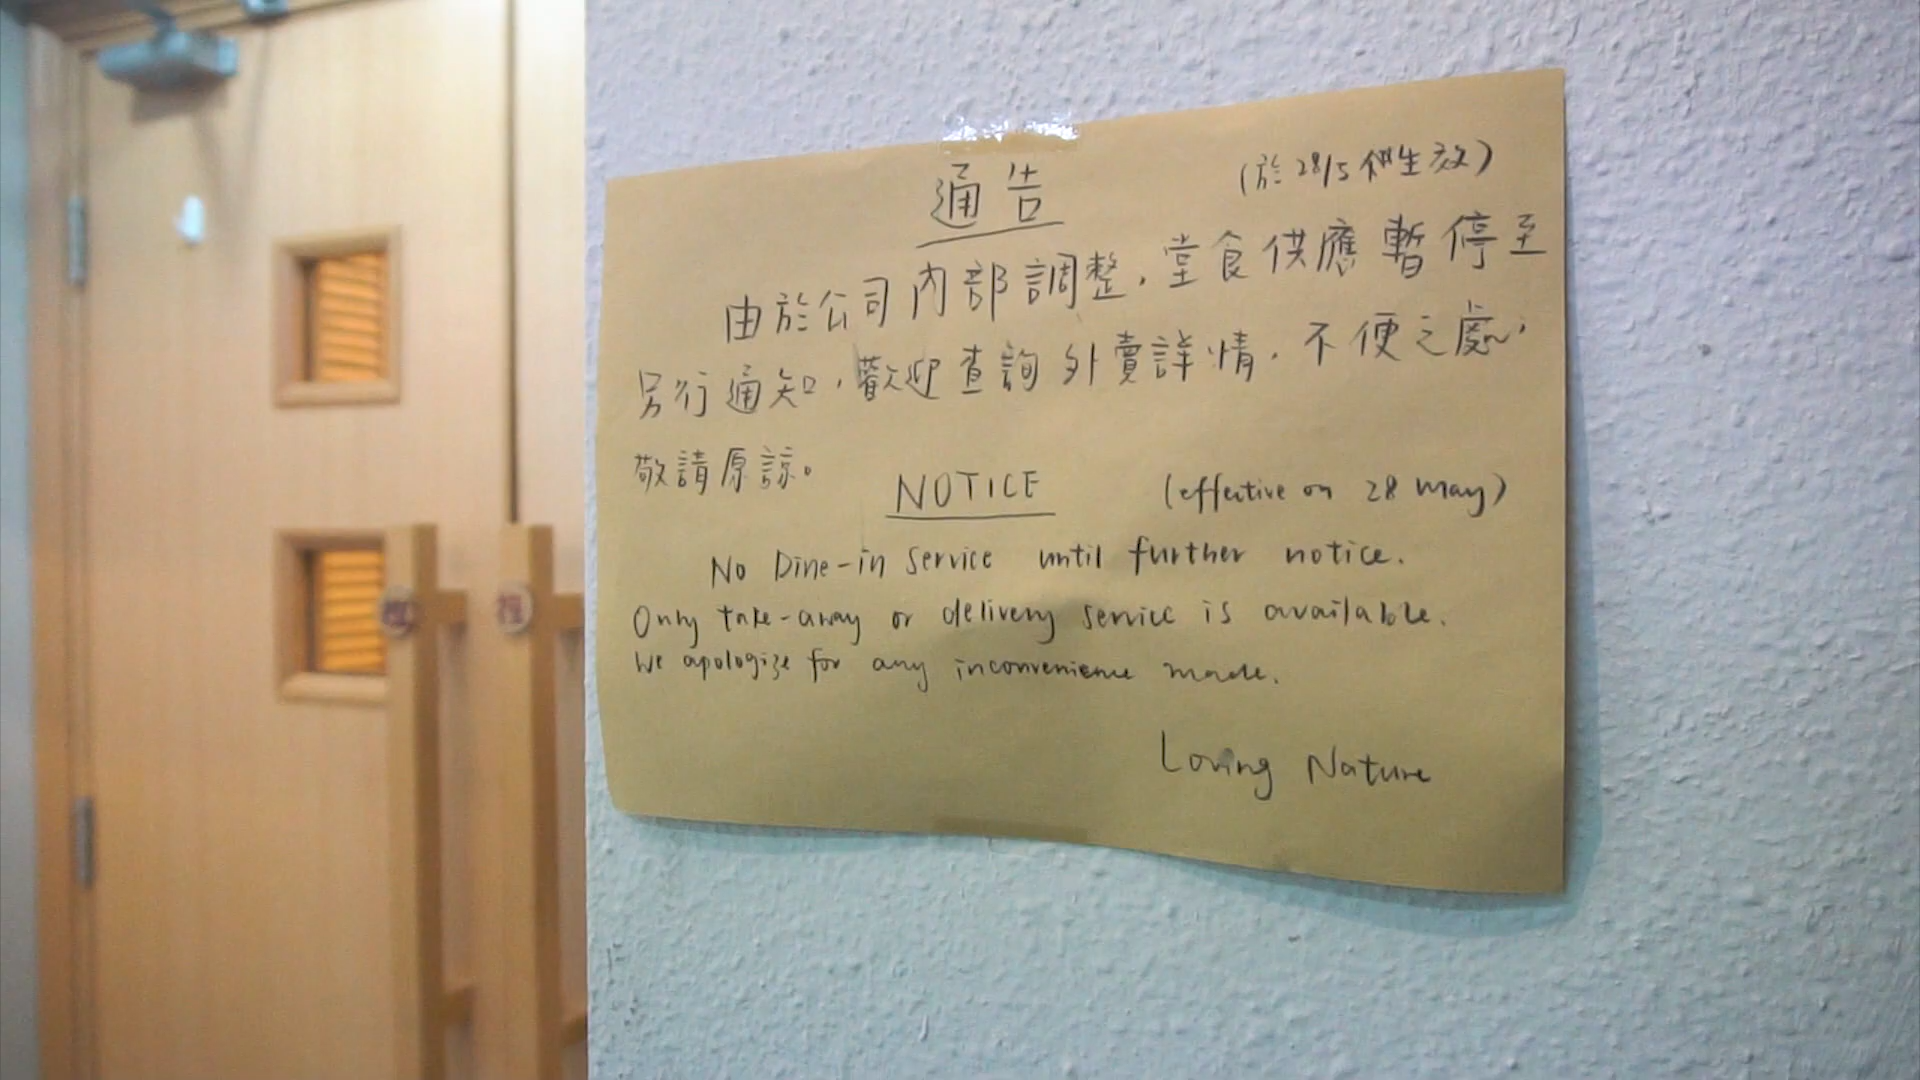 通告 (於28/5起生效)
由於公司內部調整，堂食供應暫停至
另行通知，歡迎查詢外賣詳情，不便之處，
敬請原諒。
NOTICE (effective on 28 may)
No Dine-in service until further notice.
Only take-away or delivery service is available.
We apologize for any inconvenience made.
Loving Nature